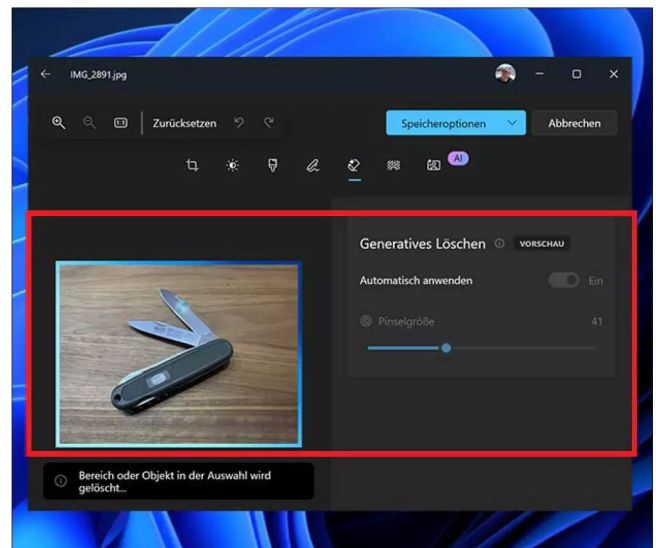 IMG_2891.jpg
Zurücksetzen
Speicheroptionen
Abbrechen
AI
Generatives Löschen
VORSCHAU
Automatisch anwenden
Ein
Pinselgröße
41
Bereich oder Objekt in der Auswahl wird
gelöscht...